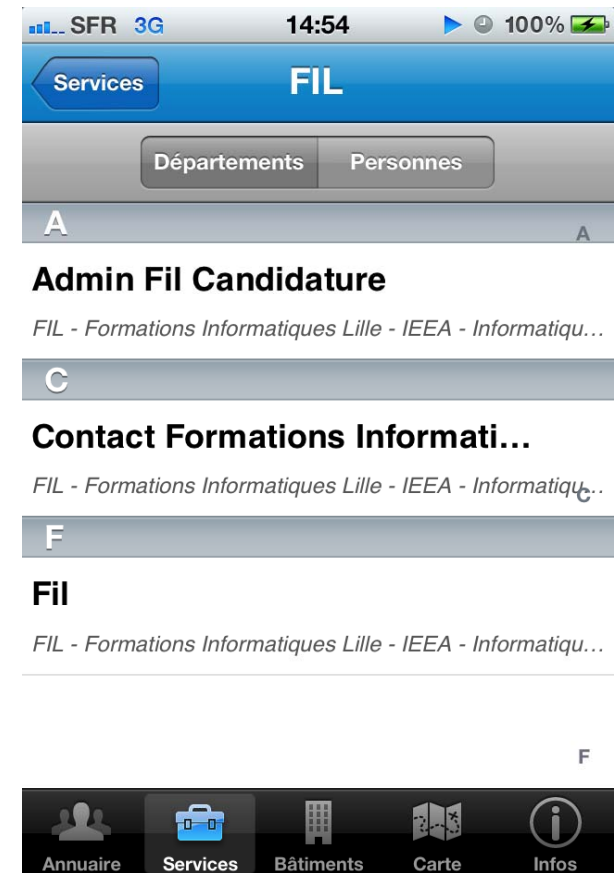 SFR 3G 14:54 100%
Services FIL
Départements Personnes
A
A
Admin Fil Candidature
FIL - Formations Informatiques Lille - IEEA - Informatiqu…
C
Contact Formations Informati…
FIL - Formations Informatiques Lille - IEEA - Informatiqu…
C
F
Fil
FIL - Formations Informatiques Lille - IEEA - Informatiqu…
F
Annuaire Services Bâtiments Carte Infos